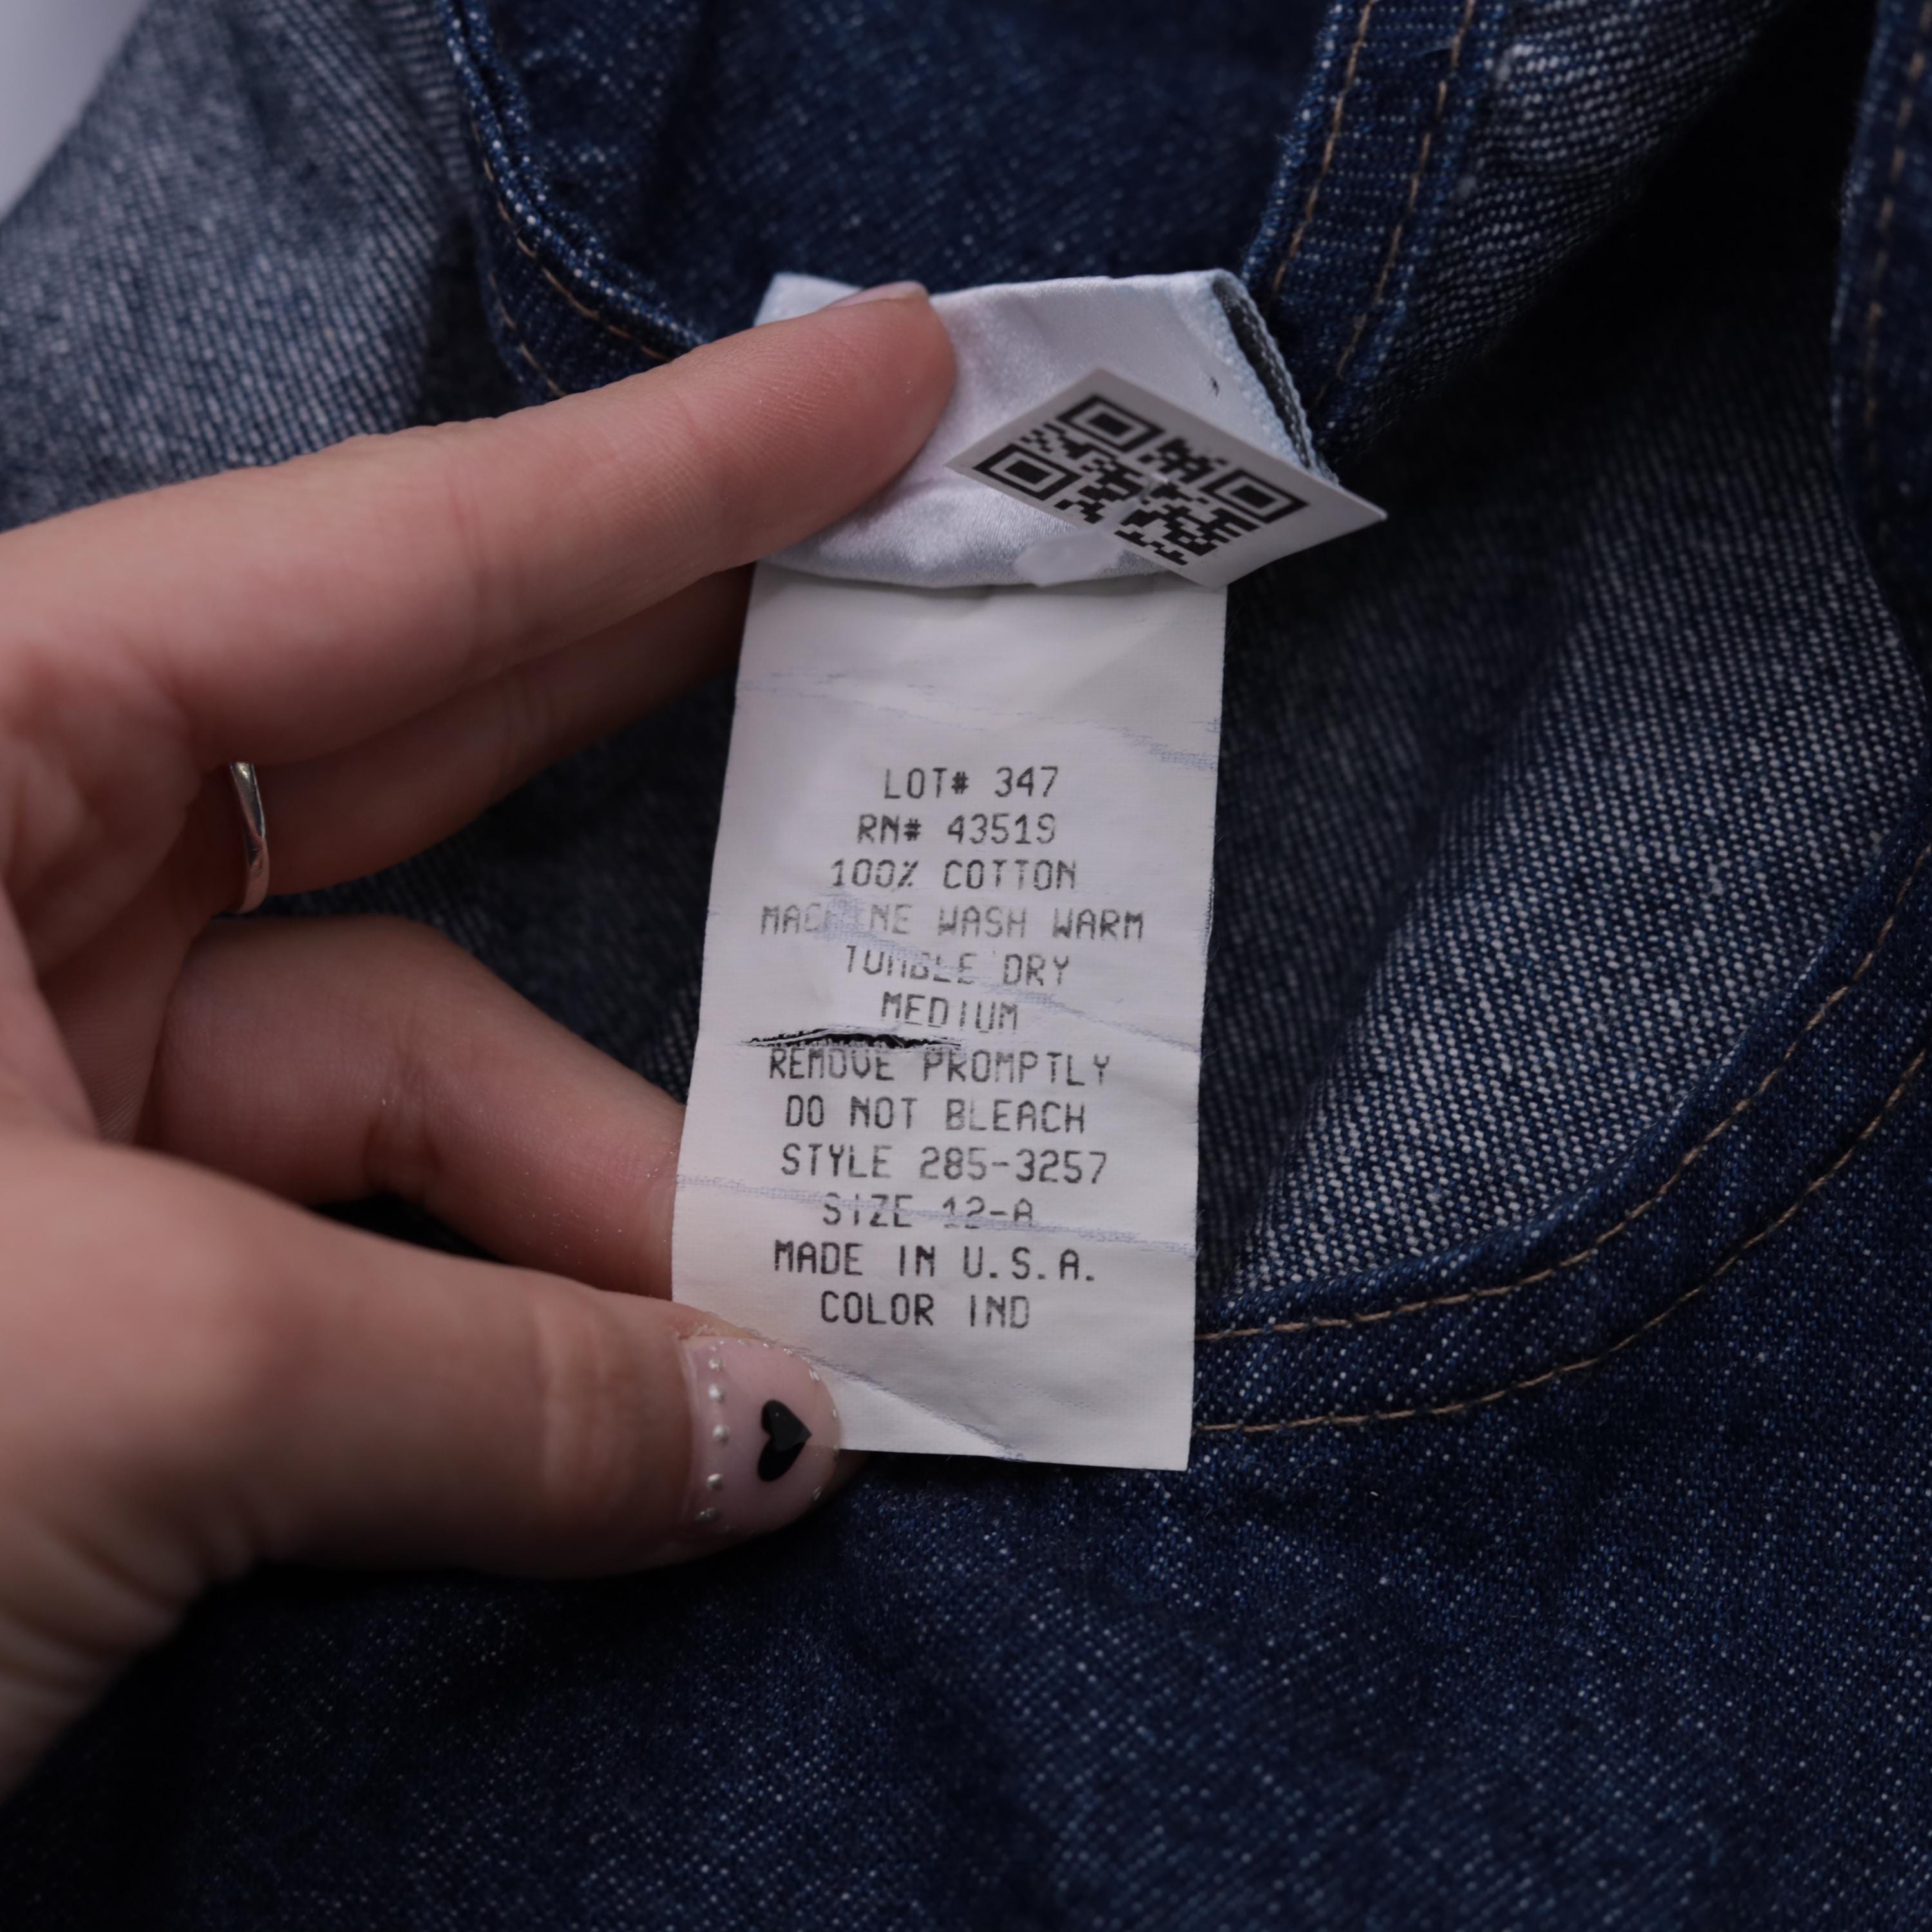 LOT# 347
RN# 43519
100% COTTON
MACHINE WASH WARM
TUMBLE DRY
MEDIUM
REMOVE PROMPTLY
DO NOT BLEACH
STYLE 285-3257
SIZE 12-A
MADE IN U.S.A.
COLOR IND